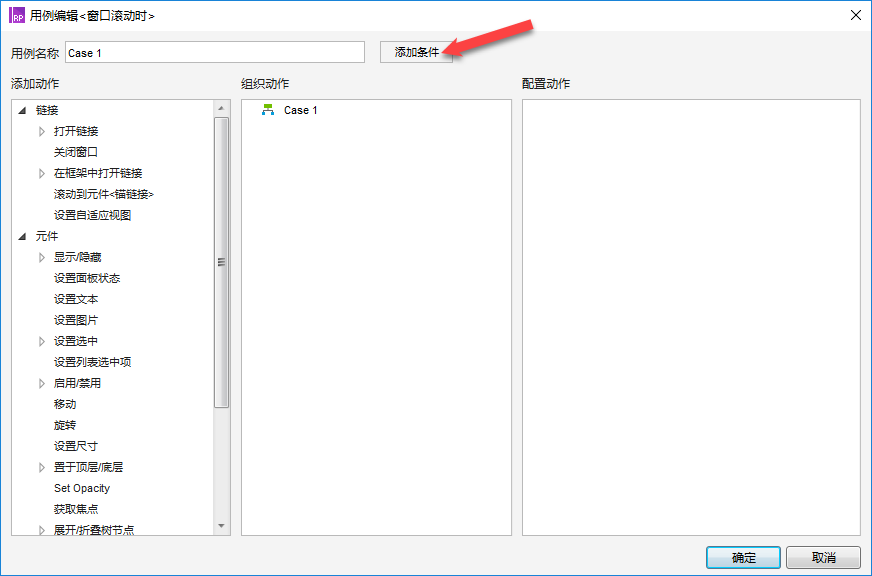 RP 用例编辑<窗口滚动时>
用例名称 Case 1 添加条件
添加动作 组织动作 配置动作
链接
打开链接
关闭窗口
在框架中打开链接
滚动到元件<锚链接>
设置自适应视图
元件
显示/隐藏
设置面板状态
设置文本
设置图片
设置选中
设置列表选中项
启用/禁用
移动
旋转
设置尺寸
置于顶层/底层
Set Opacity
获取焦点
展开/折叠树节点
Case 1
确定 取消